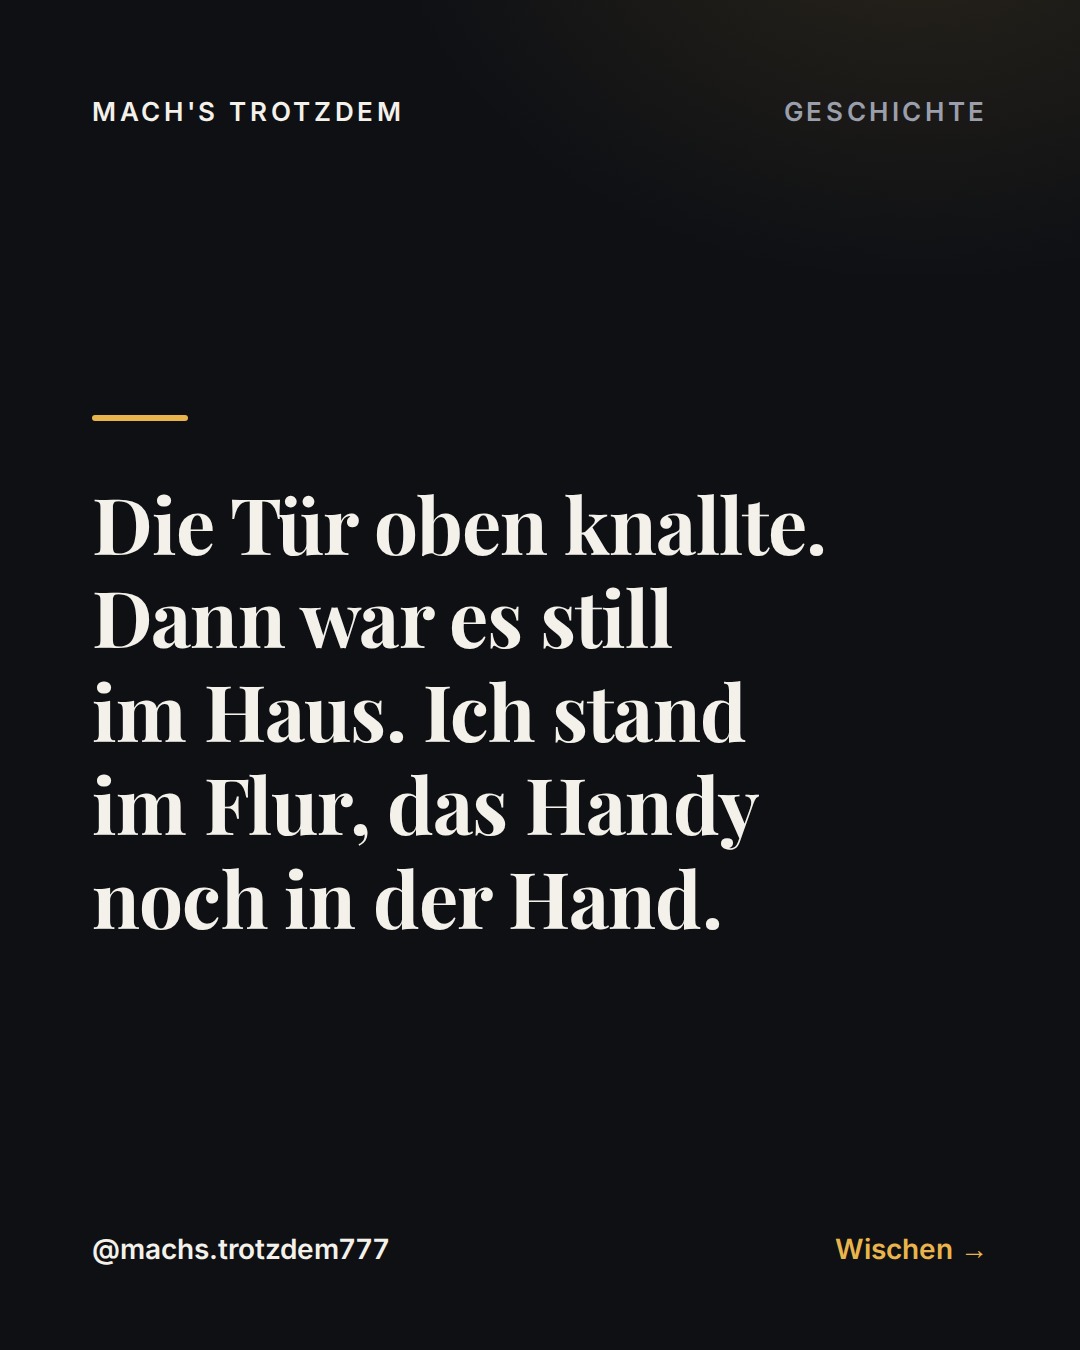 MACH'S TROTZDEM
GESCHICHTE
Die Tür oben knallte.
Dann war es still
im Haus. Ich stand
im Flur, das Handy
noch in der Hand.
@machs.trotzdem777
Wischen →